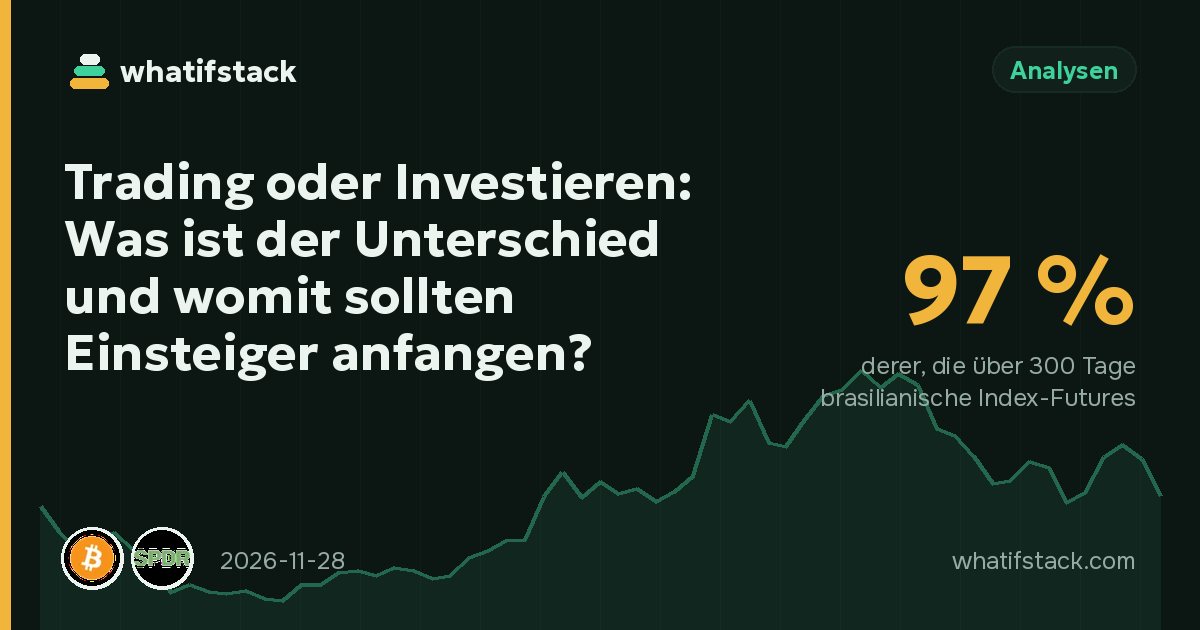 whatifstack
Analysen
Trading oder Investieren:
Was ist der Unterschied
und womit sollten
Einsteiger anfangen?
97 %
derer, die über 300 Tage
brasilianische Index-Futures
SPDR
2026-11-28
whatifstack.com